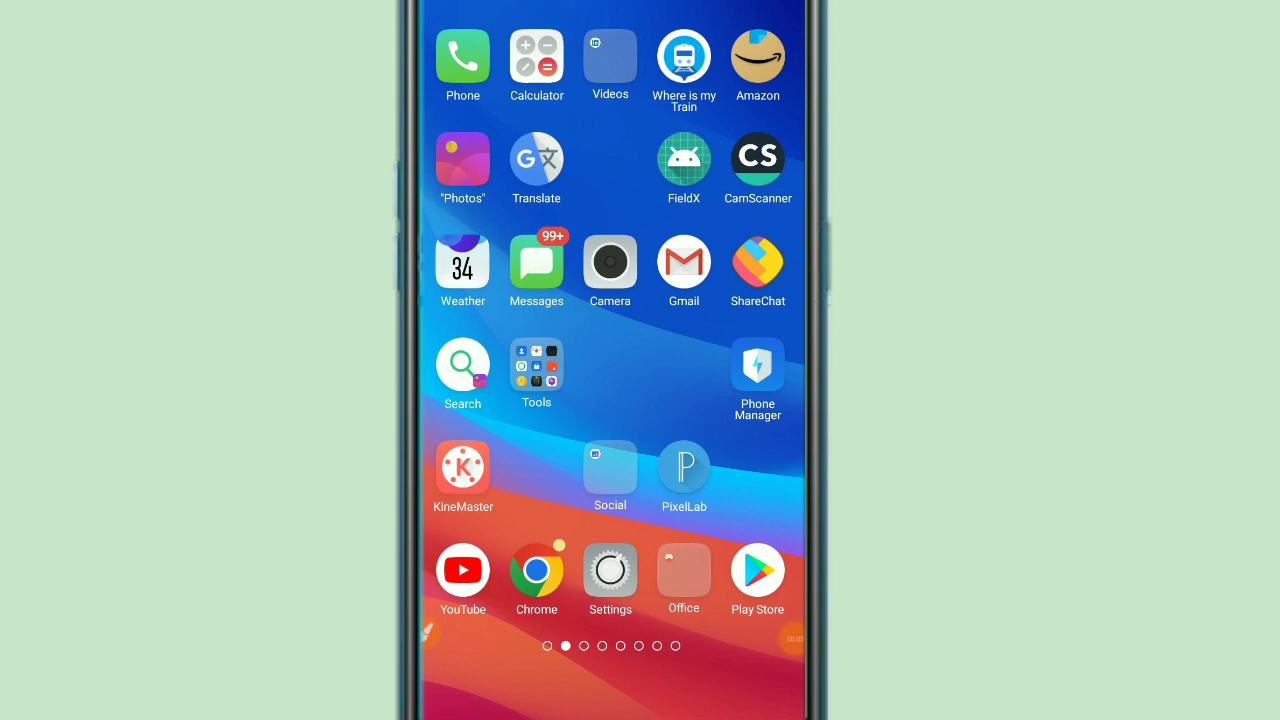 Phone
Calculator
Videos
Where is my
Train
Amazon
CS
"Photos"
Translate
FieldX
CamScanner
99+
34
Weather
Messages
Camera
Gmail
ShareChat
Search
Tools
Phone
Manager
K
P
KineMaster
Social
PixelLab
YouTube
Chrome
Settings
Office
Play Store